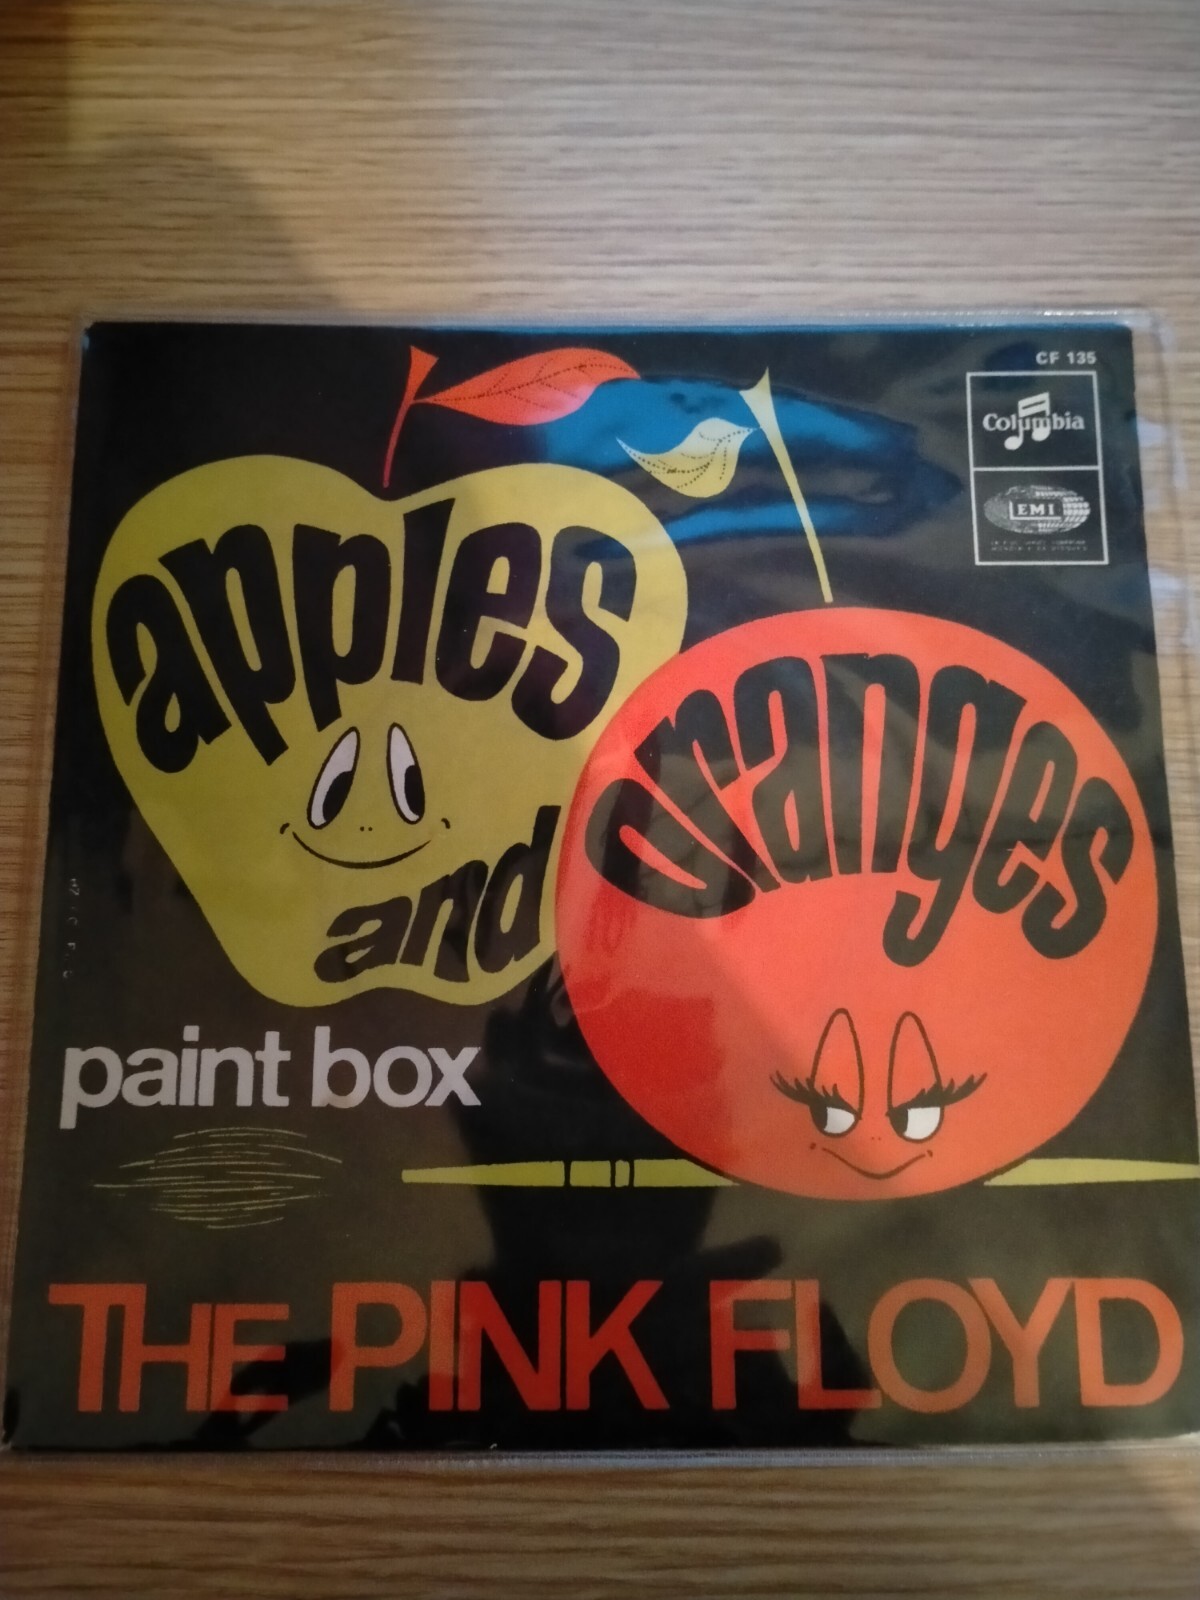 CF 135
Columbia
EMI
apples
and
oranges
paint box
THE PINK FLOYD